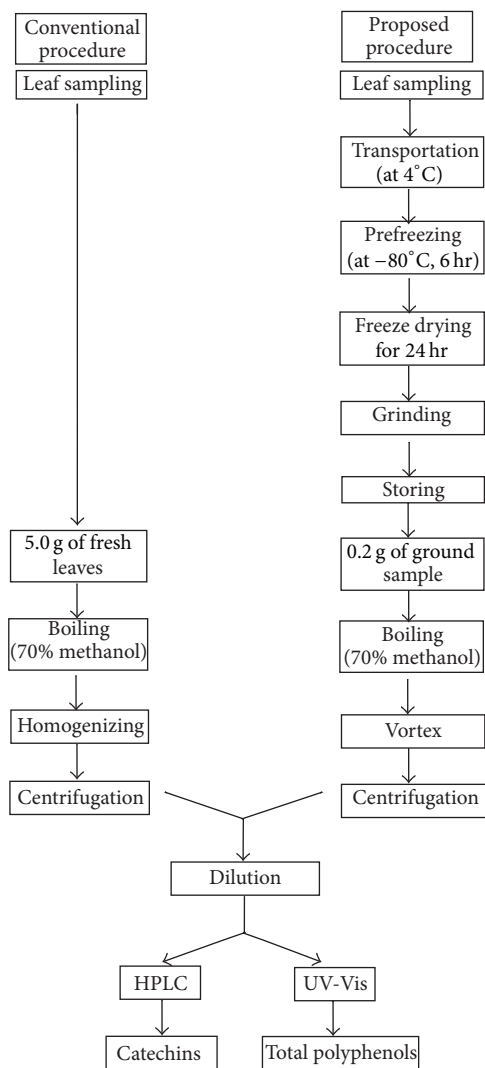 Conventional
procedure
Leaf sampling
5.0 g of fresh
leaves
Boiling
(70% methanol)
Homogenizing
Centrifugation
Proposed
procedure
Leaf sampling
Transportation
(at 4°C)
Prefreezing
(at −80°C, 6 hr)
Freeze drying
for 24 hr
Grinding
Storing
0.2 g of ground
sample
Boiling
(70% methanol)
Vortex
Centrifugation
Dilution
HPLC
UV-Vis
Catechins
Total polyphenols